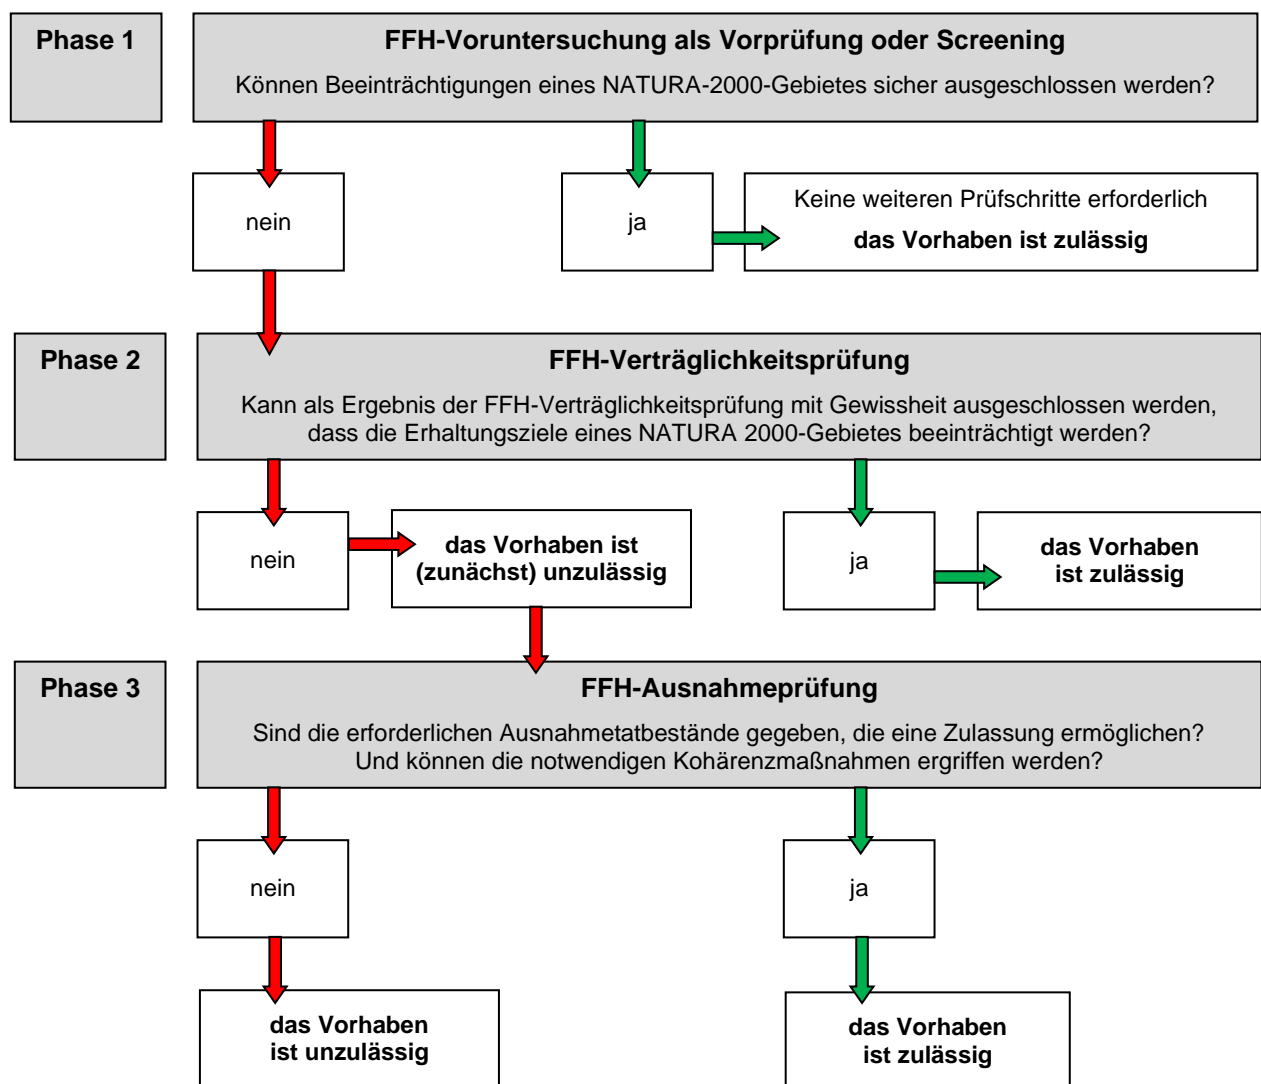 Phase 1
FFH-Voruntersuchung als Vorprüfung oder Screening
Können Beeinträchtigungen eines NATURA-2000-Gebietes sicher ausgeschlossen werden?
nein
ja
Keine weiteren Prüfschritte erforderlich
das Vorhaben ist zulässig
Phase 2
FFH-Verträglichkeitsprüfung
Kann als Ergebnis der FFH-Verträglichkeitsprüfung mit Gewissheit ausgeschlossen werden,
dass die Erhaltungsziele eines NATURA 2000-Gebietes beeinträchtigt werden?
nein
das Vorhaben ist
(zunächst) unzulässig
ja
das Vorhaben
ist zulässig
Phase 3
FFH-Ausnahmeprüfung
Sind die erforderlichen Ausnahmetatbestände gegeben, die eine Zulassung ermöglichen?
Und können die notwendigen Kohärenzmaßnahmen ergriffen werden?
nein
ja
das Vorhaben
ist unzulässig
das Vorhaben
ist zulässig